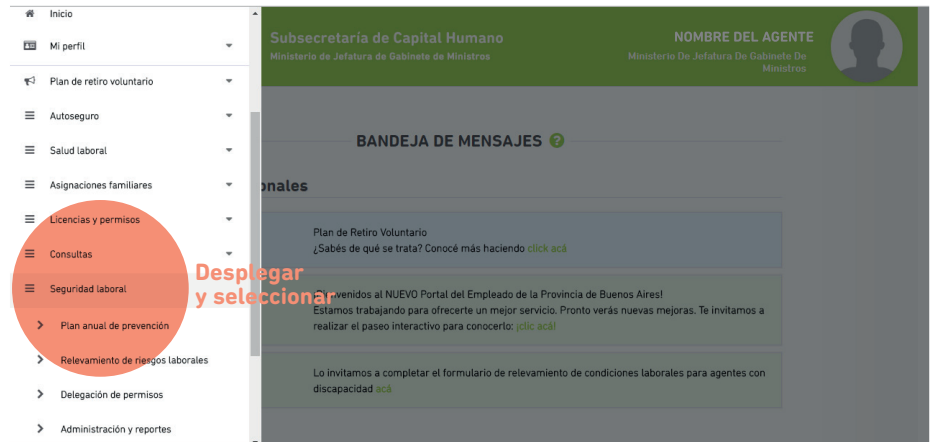 Inicio
Mi perfil
Plan de retiro voluntario
Autoseguro
Salud laboral
Asignaciones familiares
Licencias y permisos
Consultas
Seguridad laboral
Plan anual de prevención
Relevamiento de riesgos laborales
Delegación de permisos
Administración y reportes
Desplegar
y seleccionar
Subsecretaría de Capital Humano
Ministerio de Jefatura de Gabinete de Ministros
NOMBRE DEL AGENTE
Ministerio De Jefatura De Gabinete De
Ministros
BANDEJA DE MENSAJES ?
onales
Plan de Retiro Voluntario
¿Sabés de qué se trata? Conocé más haciendo click acá
Bienvenidos al NUEVO Portal del Empleado de la Provincia de Buenos Aires!
Estamos trabajando para ofrecerte un mejor servicio. Pronto verás nuevas mejoras. Te invitamos a
realizar el paseo interactivo para conocerlo: ¡clic acá!
Lo invitamos a completar el formulario de relevamiento de condiciones laborales para agentes con
discapacidad acá